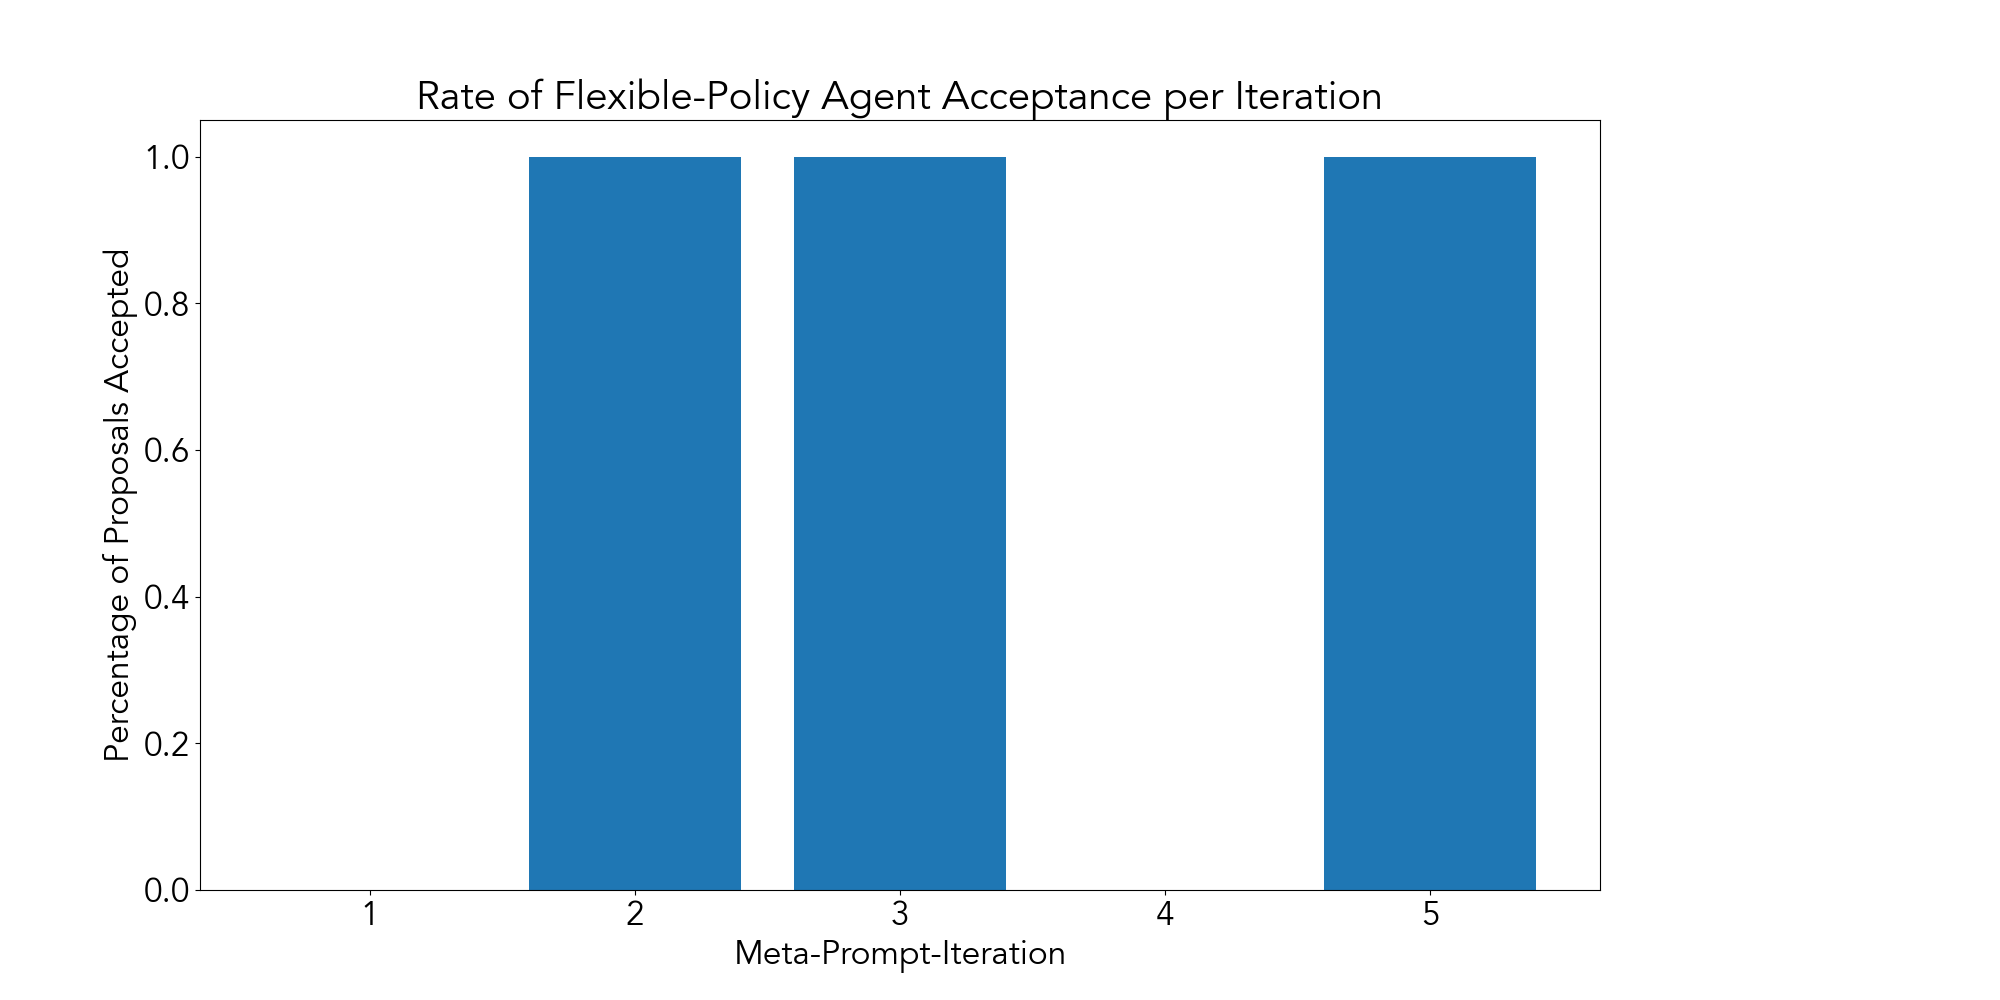 Rate of Flexible-Policy Agent Acceptance per Iteration
Percentage of Proposals Accepted
1.0
0.8
0.6
0.4
0.2
0.0
1 2 3 4 5
Meta-Prompt-Iteration